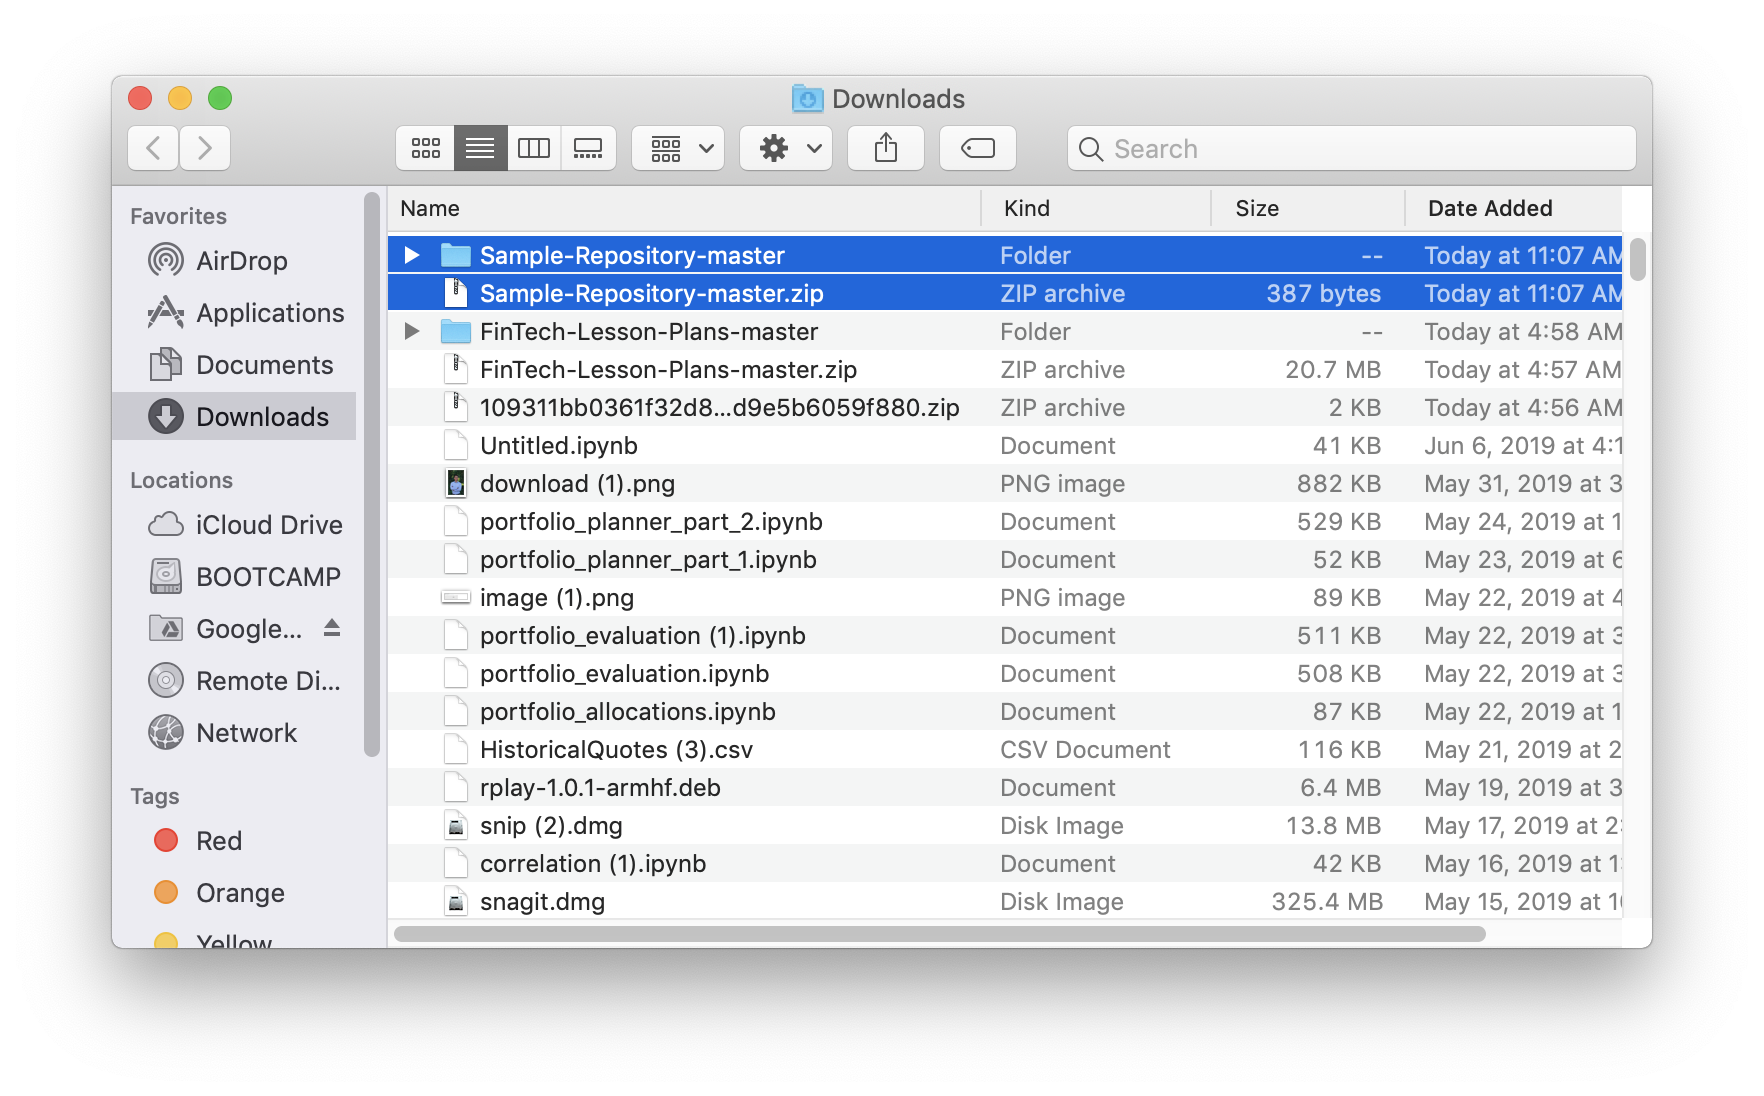 Downloads
Search
Favorites
AirDrop
Applications
Documents
Downloads
Locations
iCloud Drive
BOOTCAMP
Google...
Remote Di...
Network
Tags
Red
Orange
Yellow
Name Kind Size Date Added
Sample-Repository-master Folder -- Today at 11:07 AM
Sample-Repository-master.zip ZIP archive 387 bytes Today at 11:07 AM
FinTech-Lesson-Plans-master Folder -- Today at 4:58 AM
FinTech-Lesson-Plans-master.zip ZIP archive 20.7 MB Today at 4:57 AM
109311bb0361f32d8...d9e5b6059f880.zip ZIP archive 2 KB Today at 4:56 AM
Untitled.ipynb Document 41 KB Jun 6, 2019 at 4:1
download (1).png PNG image 882 KB May 31, 2019 at 3
portfolio_planner_part_2.ipynb Document 529 KB May 24, 2019 at 1
portfolio_planner_part_1.ipynb Document 52 KB May 23, 2019 at 6
image (1).png PNG image 89 KB May 22, 2019 at 4
portfolio_evaluation (1).ipynb Document 511 KB May 22, 2019 at 3
portfolio_evaluation.ipynb Document 508 KB May 22, 2019 at 3
portfolio_allocations.ipynb Document 87 KB May 22, 2019 at 1
HistoricalQuotes (3).csv CSV Document 116 KB May 21, 2019 at 2
rplay-1.0.1-armhf.deb Document 6.4 MB May 19, 2019 at 3
snip (2).dmg Disk Image 13.8 MB May 17, 2019 at 2:
correlation (1).ipynb Document 42 KB May 16, 2019 at 1
snagit.dmg Disk Image 325.4 MB May 15, 2019 at 1